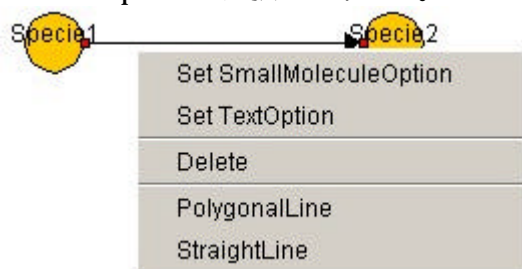 Specie1 Specie2
Set SmallMoleculeOption
Set TextOption
Delete
PolygonalLine
StraightLine